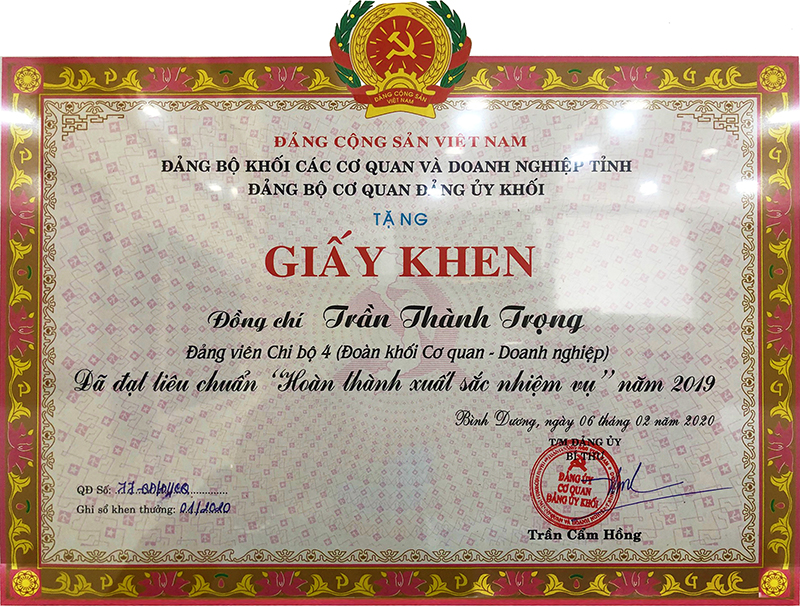 ĐẢNG CỘNG SẢN
VIỆT NAM
ĐẢNG CỘNG SẢN VIỆT NAM
ĐẢNG BỘ KHỐI CÁC CƠ QUAN VÀ DOANH NGHIỆP TỈNH
ĐẢNG BỘ CƠ QUAN ĐẢNG ỦY KHỐI
TẶNG
GIẤY KHEN
Đồng chí Trần Thành Trọng
Đảng viên Chi bộ 4 (Đoàn khối Cơ quan - Doanh nghiệp)
Đã đạt tiêu chuẩn "Hoàn thành xuất sắc nhiệm vụ" năm 2019
Bình Dương, ngày 06 tháng 02 năm 2020
T/M ĐẢNG ỦY
BÍ THƯ
ĐẢNG ỦY
CƠ QUAN
ĐẢNG ỦY KHỐI
QĐ Số:
Ghi sổ khen thưởng: 01/2020
Trần Cẩm Hồng